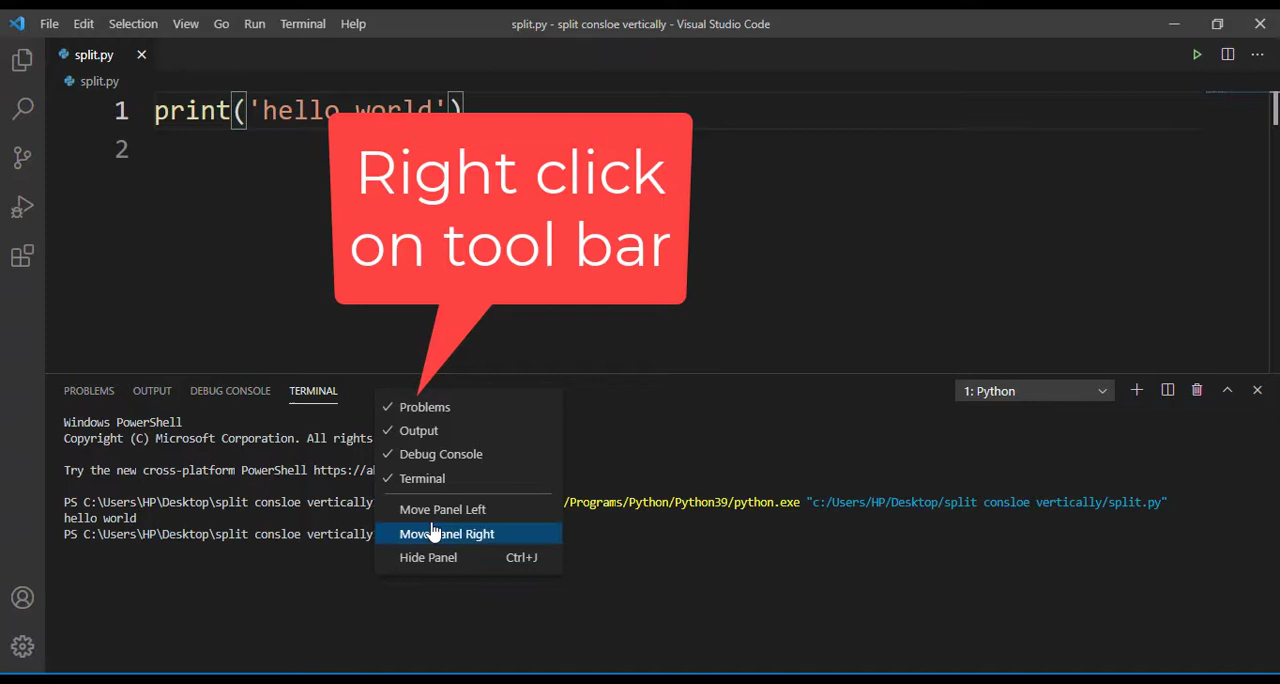 File Edit Selection View Go Run Terminal Help
split.py - split consloe vertically - Visual Studio Code
split.py
split.py
1 print('hello world')
2
Right click
on tool bar
PROBLEMS OUTPUT DEBUG CONSOLE TERMINAL
1: Python
Problems
Output
Debug Console
Terminal
Move Panel Left
Move Panel Right
Hide Panel Ctrl+J
Windows PowerShell
Copyright (C) Microsoft Corporation. All rights
Try the new cross-platform PowerShell
PS C:\Users\HP\Desktop\split consloe vertically /Programs/Python/Python39/python.exe "c:/Users/HP/Desktop/split consloe vertically/split.py"
hello world
PS C:\Users\HP\Desktop\split consloe vertically